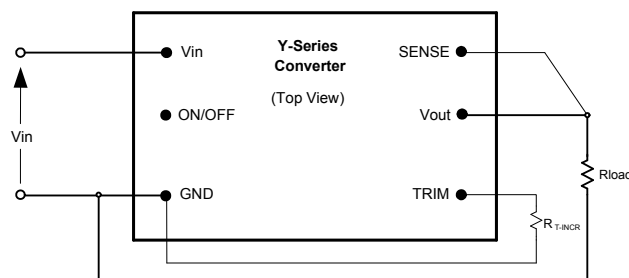 Y-Series
Converter
(Top View)
Vin
SENSE
ON/OFF
Vout
Vin
GND
TRIM
Rload
R T-INCR